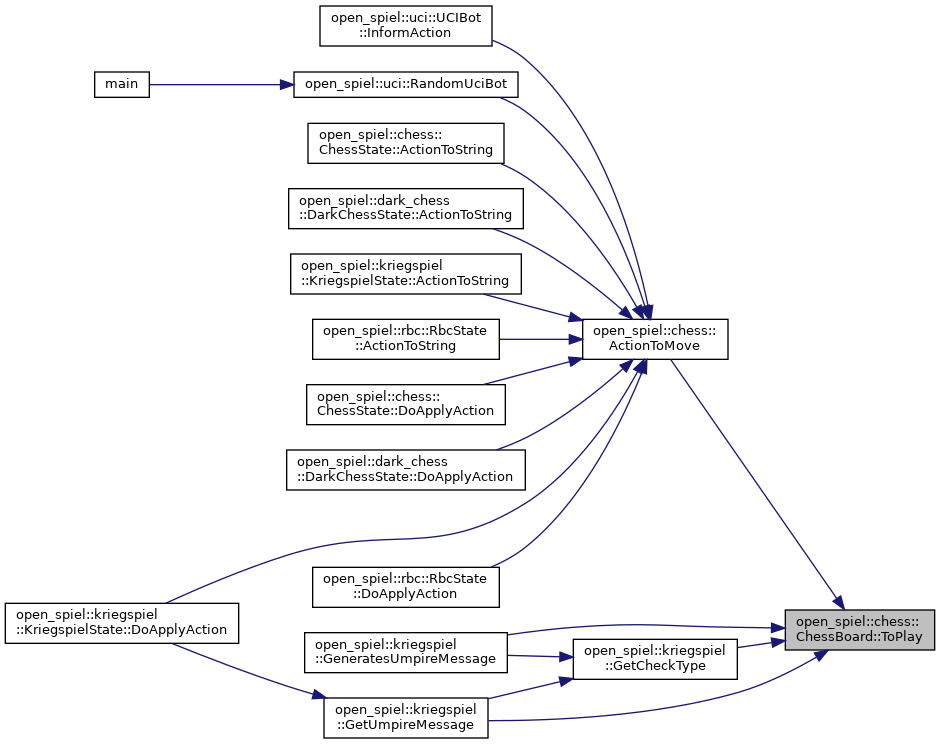 open_spiel::uci::UCIBot
::InformAction
main
open_spiel::uci::RandomUciBot
open_spiel::chess::
ChessState::ActionToString
open_spiel::dark_chess
::DarkChessState::ActionToString
open_spiel::kriegspiel
::KriegspielState::ActionToString
open_spiel::rbc::RbcState
::ActionToString
open_spiel::chess::
ActionToMove
open_spiel::chess::
ChessState::DoApplyAction
open_spiel::dark_chess
::DarkChessState::DoApplyAction
open_spiel::rbc::RbcState
::DoApplyAction
open_spiel::kriegspiel
::KriegspielState::DoApplyAction
open_spiel::kriegspiel
::GeneratesUmpireMessage
open_spiel::kriegspiel
::GetCheckType
open_spiel::chess::
ChessBoard::ToPlay
open_spiel::kriegspiel
::GetUmpireMessage